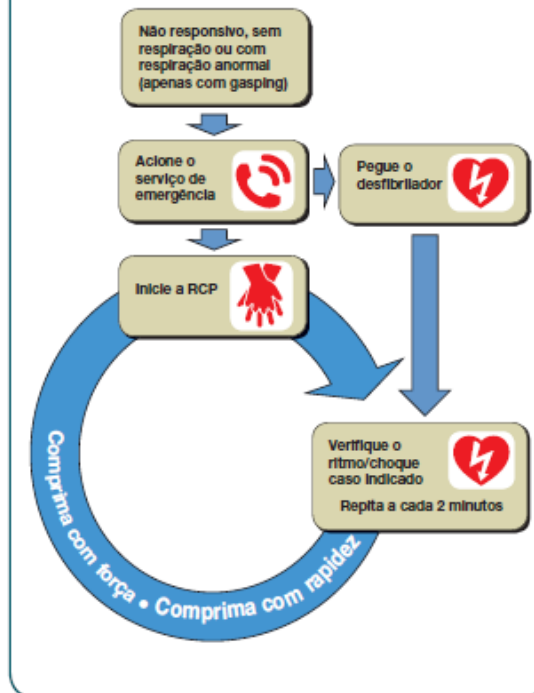 Não responsivo, sem
respiração ou com
respiração anormal
(apenas com gasping)
Acione o
serviço de
emergência
Pegue o
desfibrilador
Inicie a RCP
Verifique o
ritmo/choque
caso indicado
Repita a cada 2 minutos
Comprima com força • Comprima com rapidez